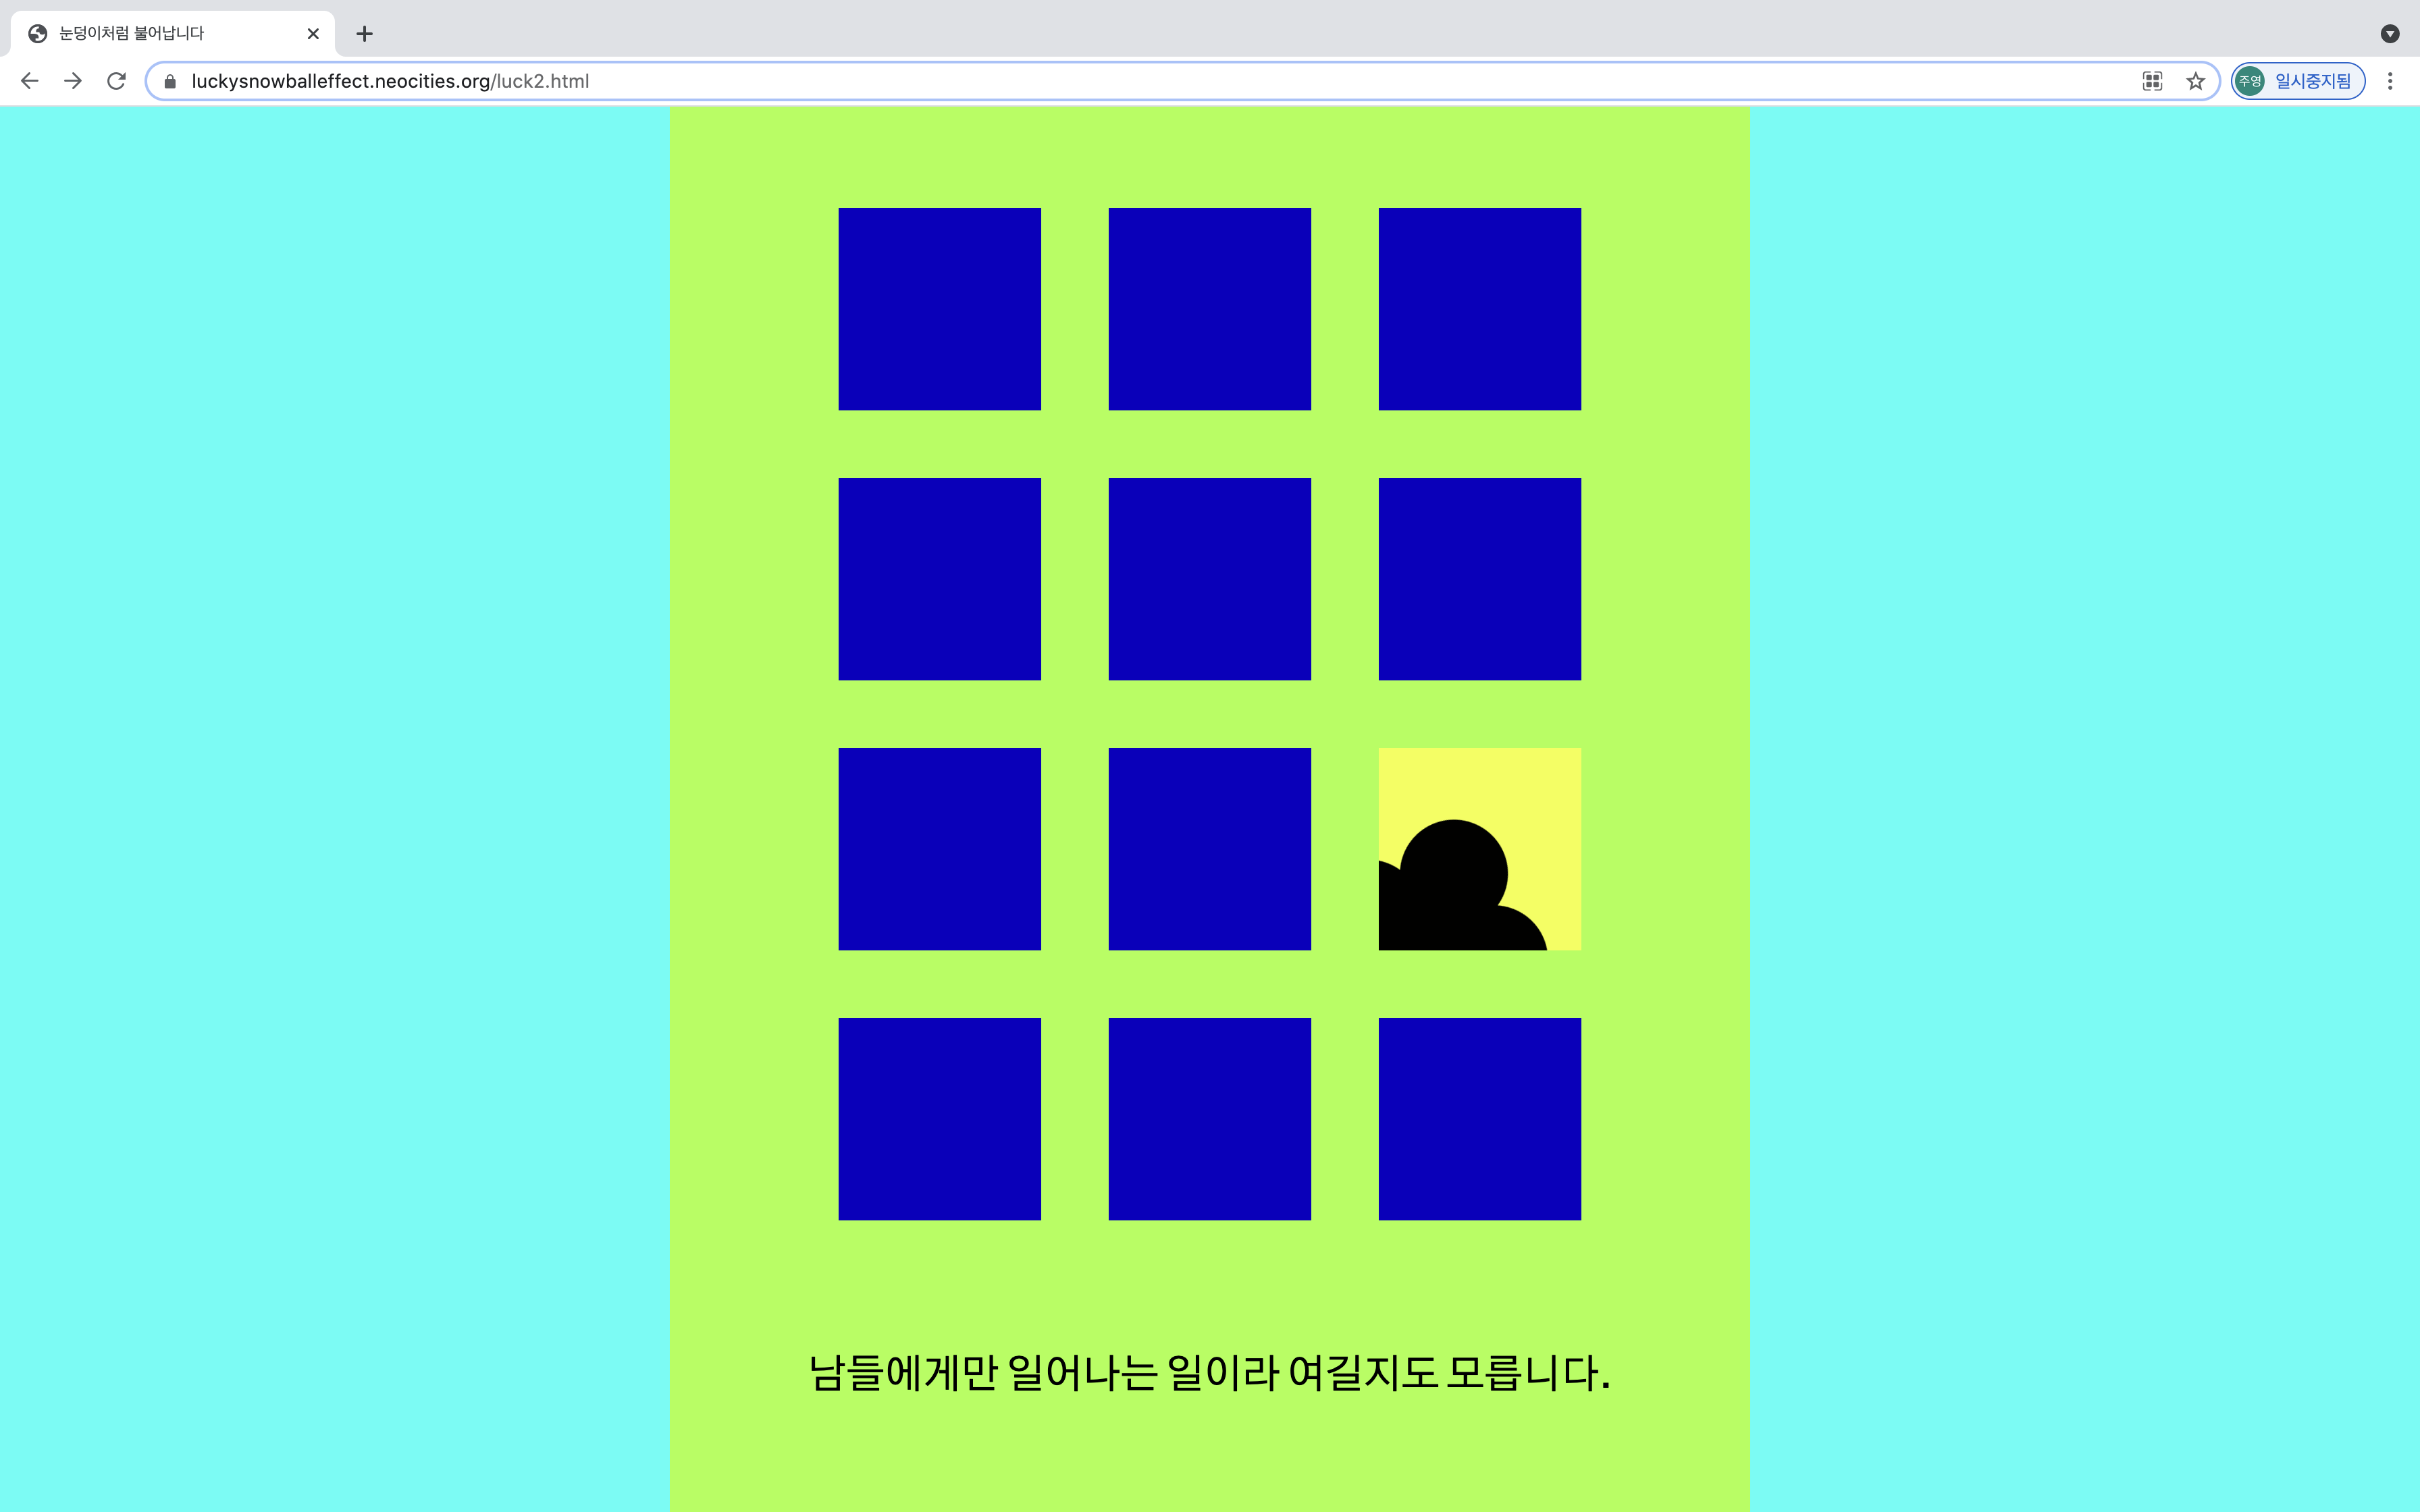 눈덩이처럼 불어납니다
luckysnowballeffect.neocities.org/luck2.html
주영 일시중지됨
남들에게만 일어나는 일이라 여길지도 모릅니다.